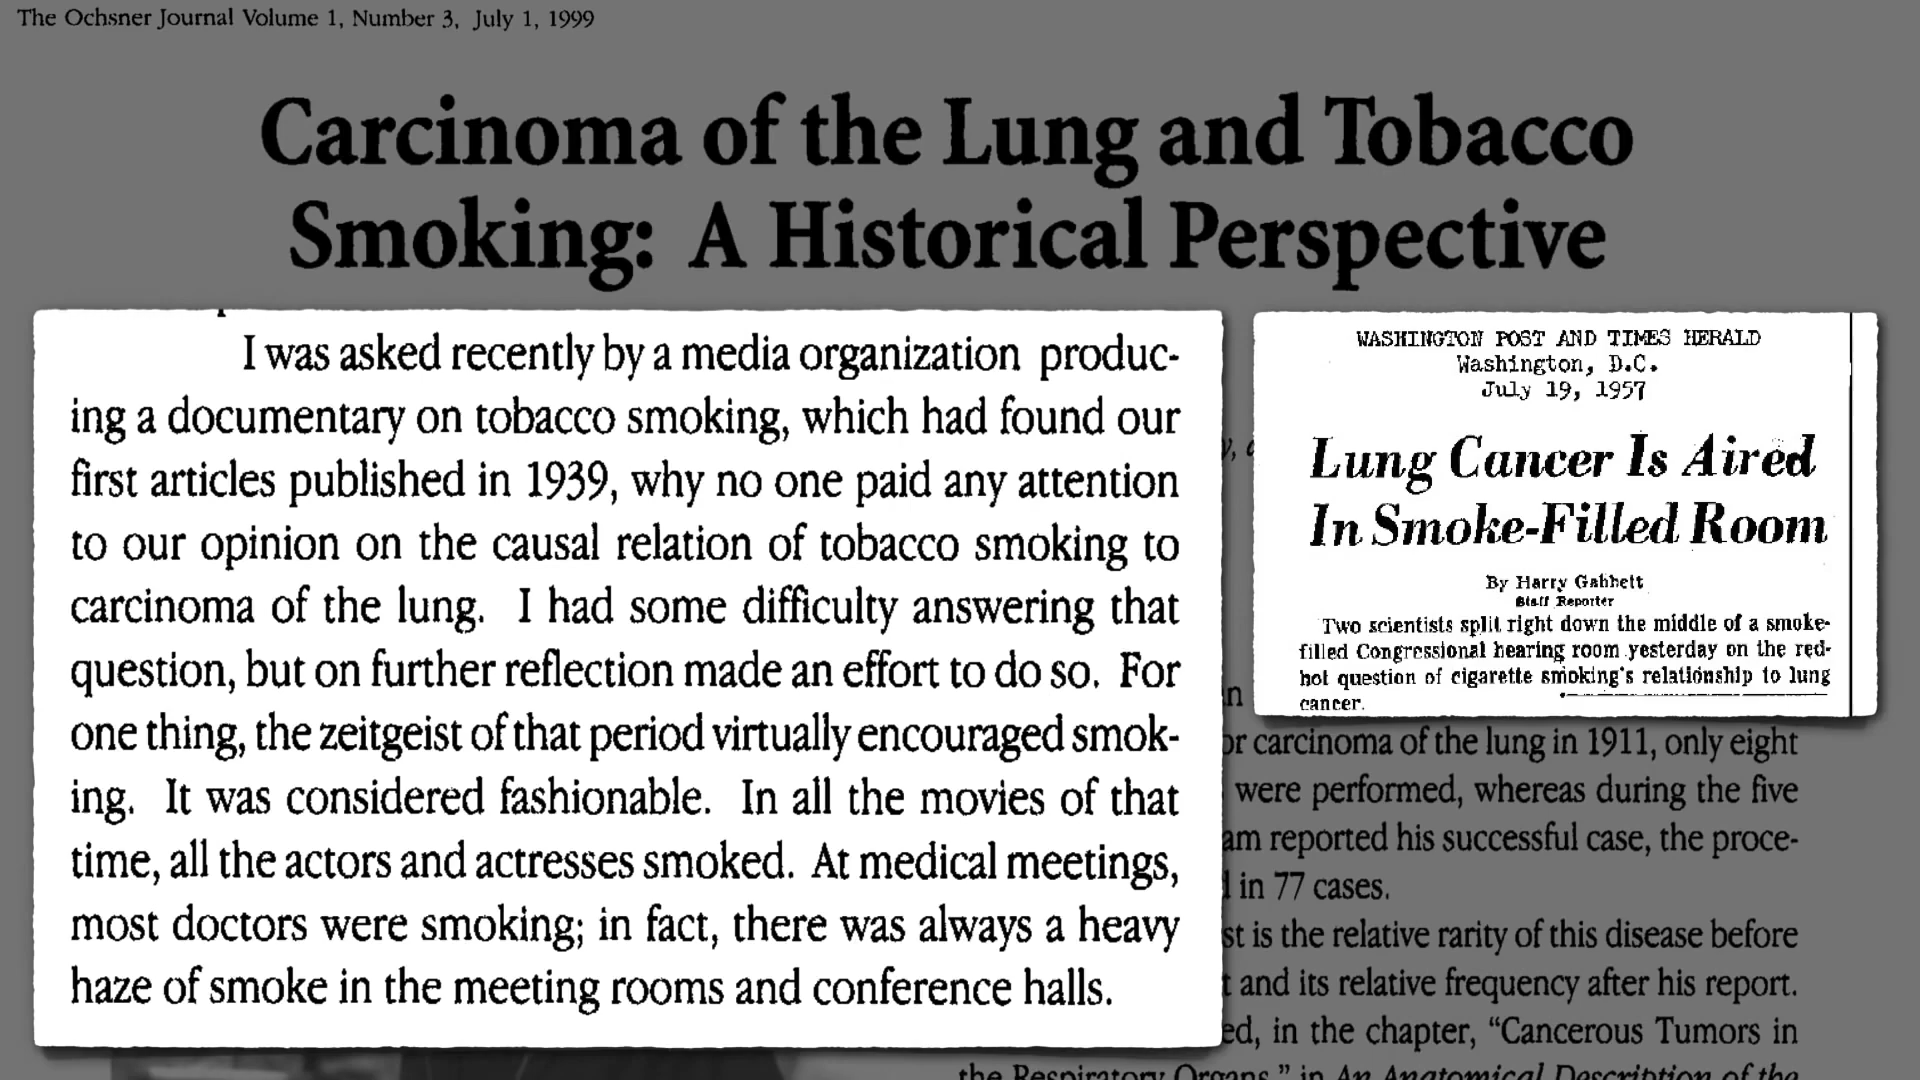 The Ochsner Journal Volume 1, Number 3, July 1, 1999
Carcinoma of the Lung and Tobacco
Smoking: A Historical Perspective
I was asked recently by a media organization produc-
ing a documentary on tobacco smoking, which had found our
first articles published in 1939, why no one paid any attention
to our opinion on the causal relation of tobacco smoking to
carcinoma of the lung. I had some difficulty answering that
question, but on further reflection made an effort to do so. For
one thing, the zeitgeist of that period virtually encouraged smok-
ing. It was considered fashionable. In all the movies of that
time, all the actors and actresses smoked. At medical meetings,
most doctors were smoking; in fact, there was always a heavy
haze of smoke in the meeting rooms and conference halls.
WASHINGTON POST AND TIMES HERALD
Washington, D.C.
July 19, 1957
Lung Cancer Is Aired
In Smoke-Filled Room
By Harry Gabbett
Staff Reporter
Two scientists split right down the middle of a smoke-
filled Congressional hearing room yesterday on the red-
hot question of cigarette smoking's relationship to lung
cancer.
carcinoma of the lung in 1911, only eight
were performed, whereas during the five
reported his successful case, the proce-
in 77 cases.
is the relative rarity of this disease before
and its relative frequency after his report.
in the chapter, “Cancerous Tumors in
the Respiratory Organs,” in An Anatomical Description of the